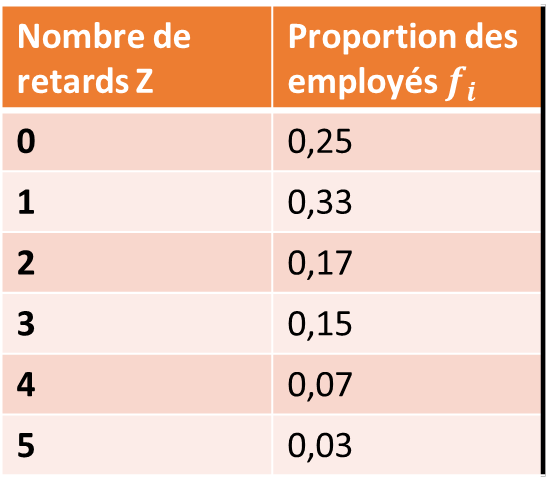 Nombre de
retards Z
Proportion des
employés fᵢ
0 0,25
1 0,33
2 0,17
3 0,15
4 0,07
5 0,03